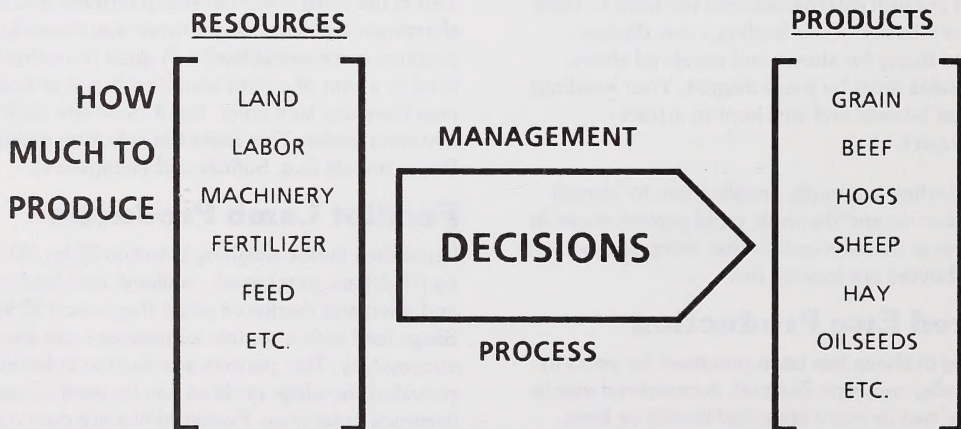 RESOURCES
PRODUCTS
HOW
MUCH TO
PRODUCE
LAND
LABOR
MACHINERY
FERTILIZER
FEED
ETC.
MANAGEMENT
DECISIONS
PROCESS
GRAIN
BEEF
HOGS
SHEEP
HAY
OILSEEDS
ETC.